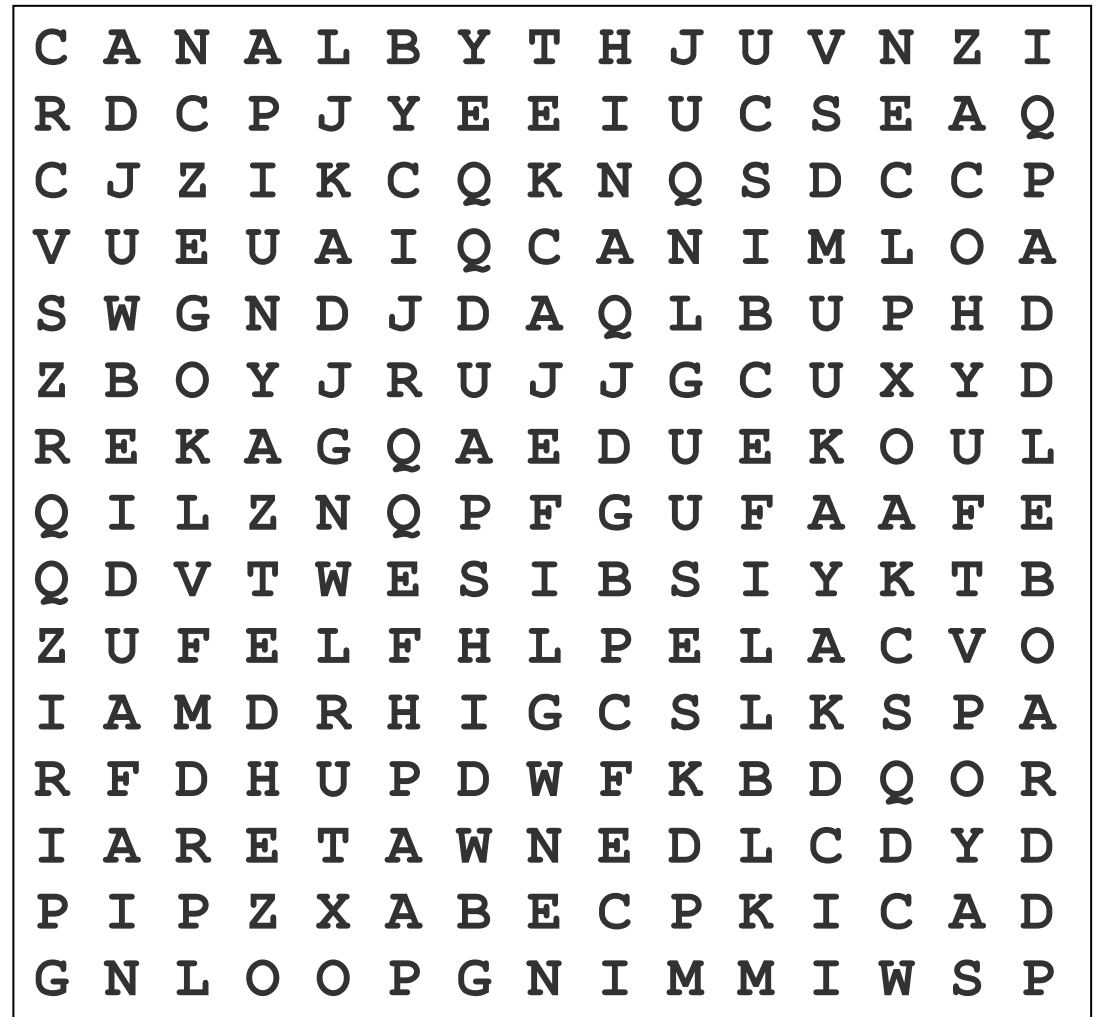 C A N A L B Y T H J U V N Z I
R D C P J Y E E I U C S E A Q
C J Z I K C Q K N Q S D C C P
V U E U A I Q C A N I M L O A
S W G N D J D A Q L B U P H D
Z B O Y J R U J J G C U X Y D
R E K A G Q A E D U E K O U L
Q I L Z N Q P F G U F A A F E
Q D V T W E S I B S I Y K T B
Z U F E L F H L P E L A C V O
I A M D R H I G C S L K S P A
R F D H U P D W F K B D Q O R
I A R E T A W N E D L C D Y D
P I P Z X A B E C P K I C A D
G N L O O P G N I M M I W S P